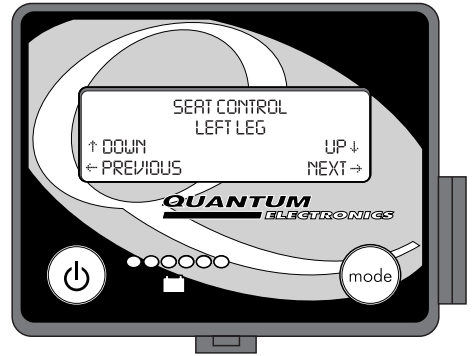 SEAT CONTROL
LEFT LEG
↑ DOWN UP ↓
← PREVIOUS NEXT →
QUANTUM
ELECTRONICS
mode